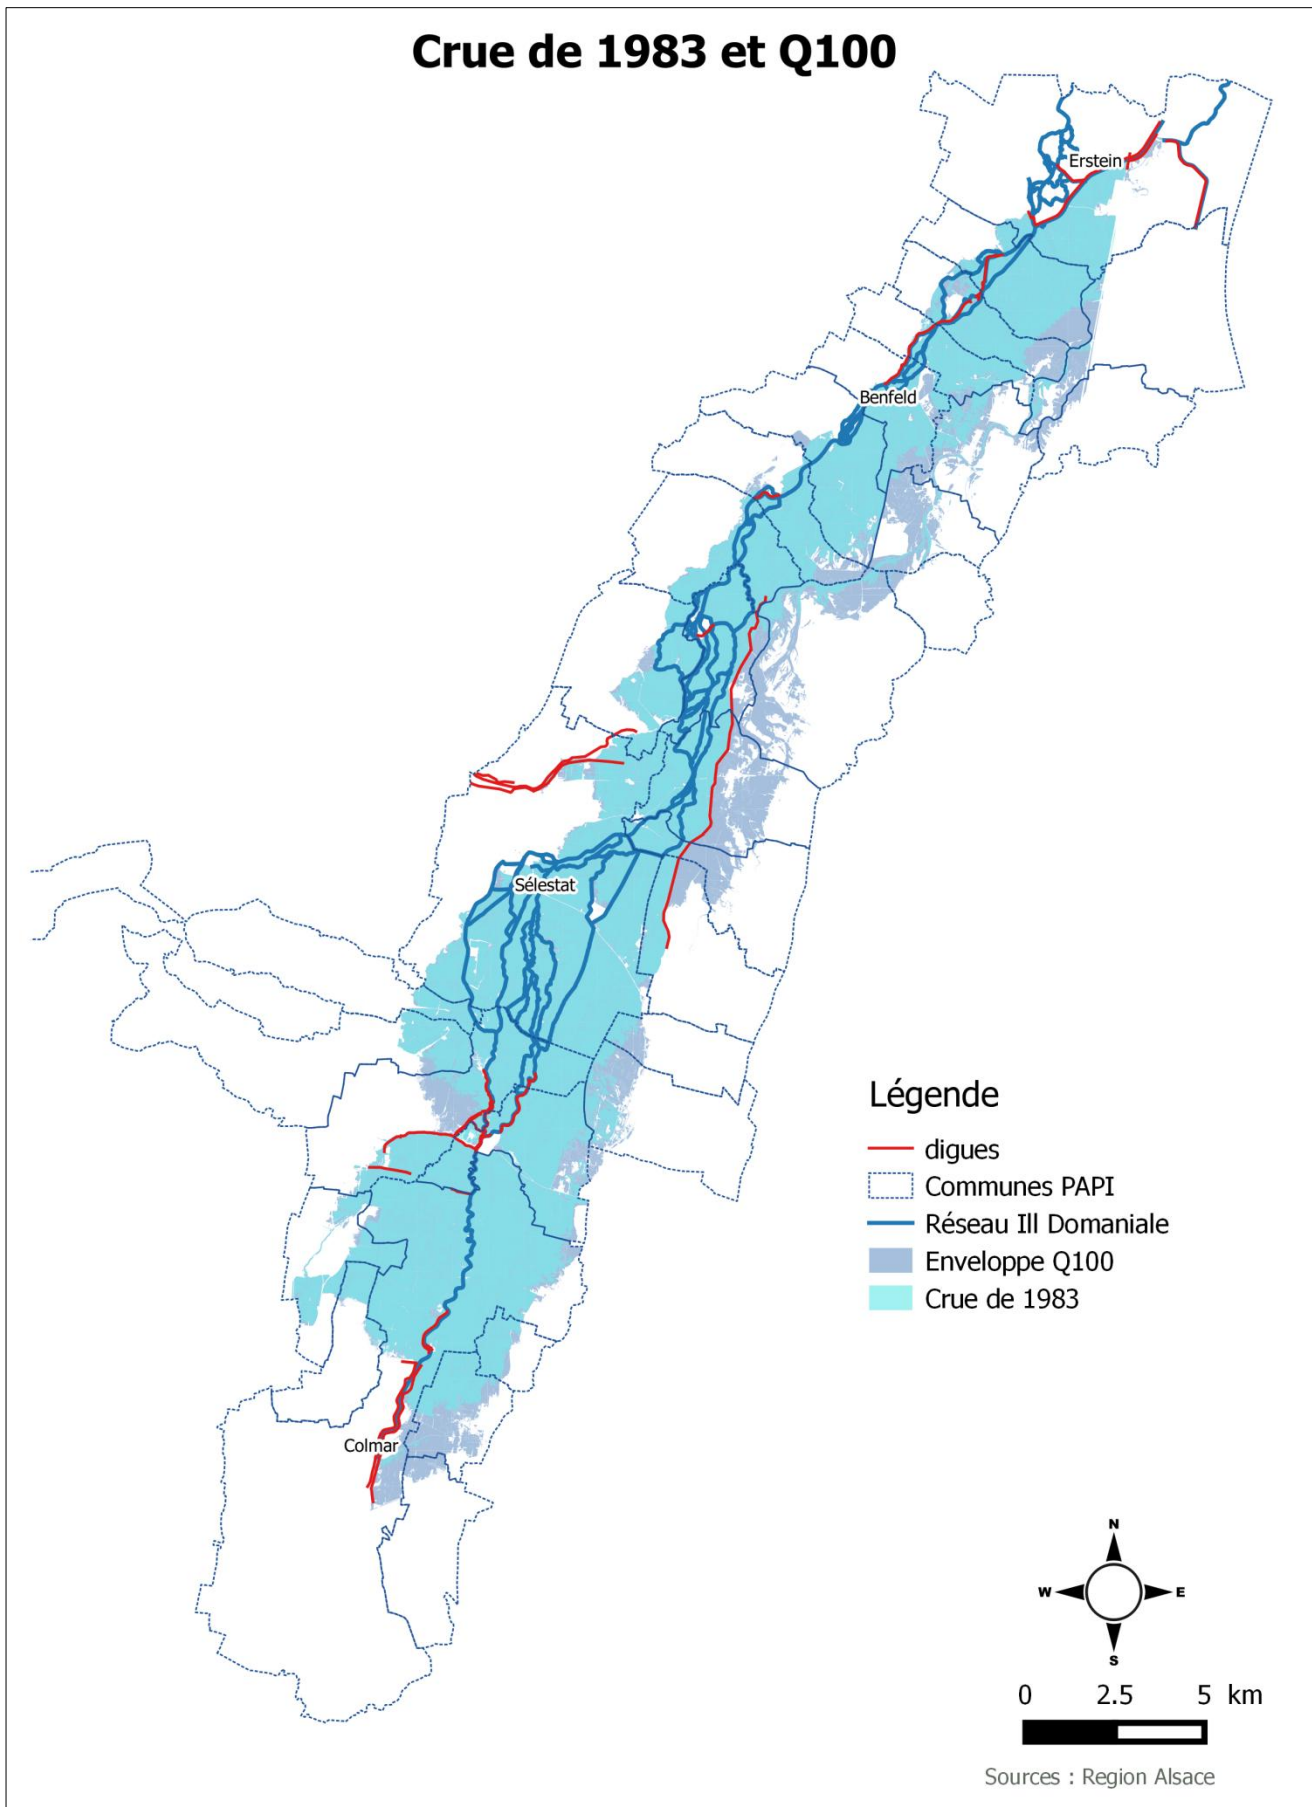 Crue de 1983 et Q100
Erstein
Benfeld
Sélestat
Colmar
Légende
digues
Communes PAPI
Réseau Ill Domaniale
Enveloppe Q100
Crue de 1983
N
W E
S
0 2.5 5 km
Sources : Region Alsace